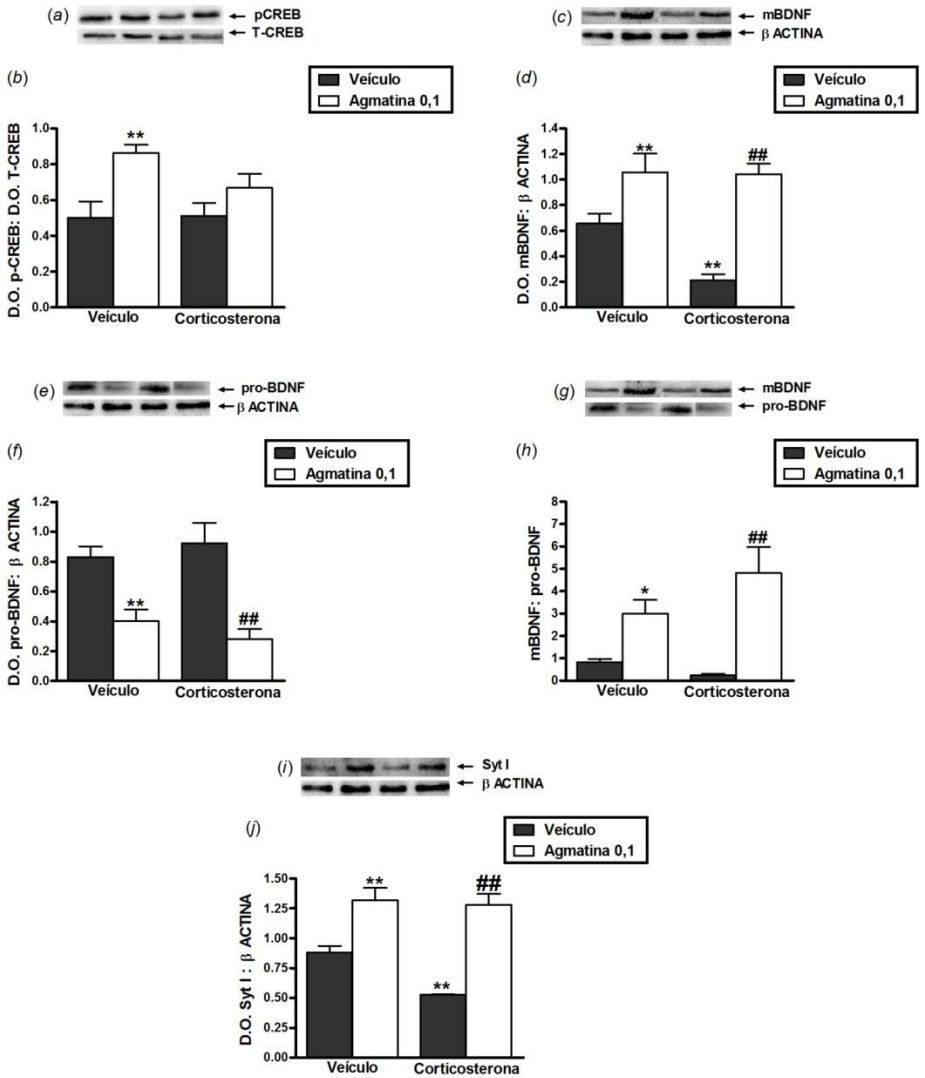 (a)
pCREB
T-CREB
(b)
Veículo
Agmatina 0,1
D.O. p-CREB: D.O. T-CREB
1.0
0.8
0.6
0.4
0.2
0.0
**
Veículo
Corticosterona
(c)
mBDNF
β ACTINA
(d)
Veículo
Agmatina 0,1
D.O. mBDNF: β ACTINA
1.4
1.2
1.0
0.8
0.6
0.4
0.2
0.0
**
**
##
Veículo
Corticosterona
(e)
pro-BDNF
β ACTINA
(f)
Veículo
Agmatina 0,1
D.O. pro-BDNF: β ACTINA
1.2
1.0
0.8
0.6
0.4
0.2
0.0
**
##
Veículo
Corticosterona
(g)
mBDNF
pro-BDNF
(h)
Veículo
Agmatina 0,1
mBDNF: pro-BDNF
8
7
6
5
4
3
2
1
0
*
##
Veículo
Corticosterona
(i)
Syt I
β ACTINA
(j)
Veículo
Agmatina 0,1
D.O. Syt I : β ACTINA
1.50
1.25
1.00
0.75
0.50
0.25
0.00
**
**
##
Veículo
Corticosterona